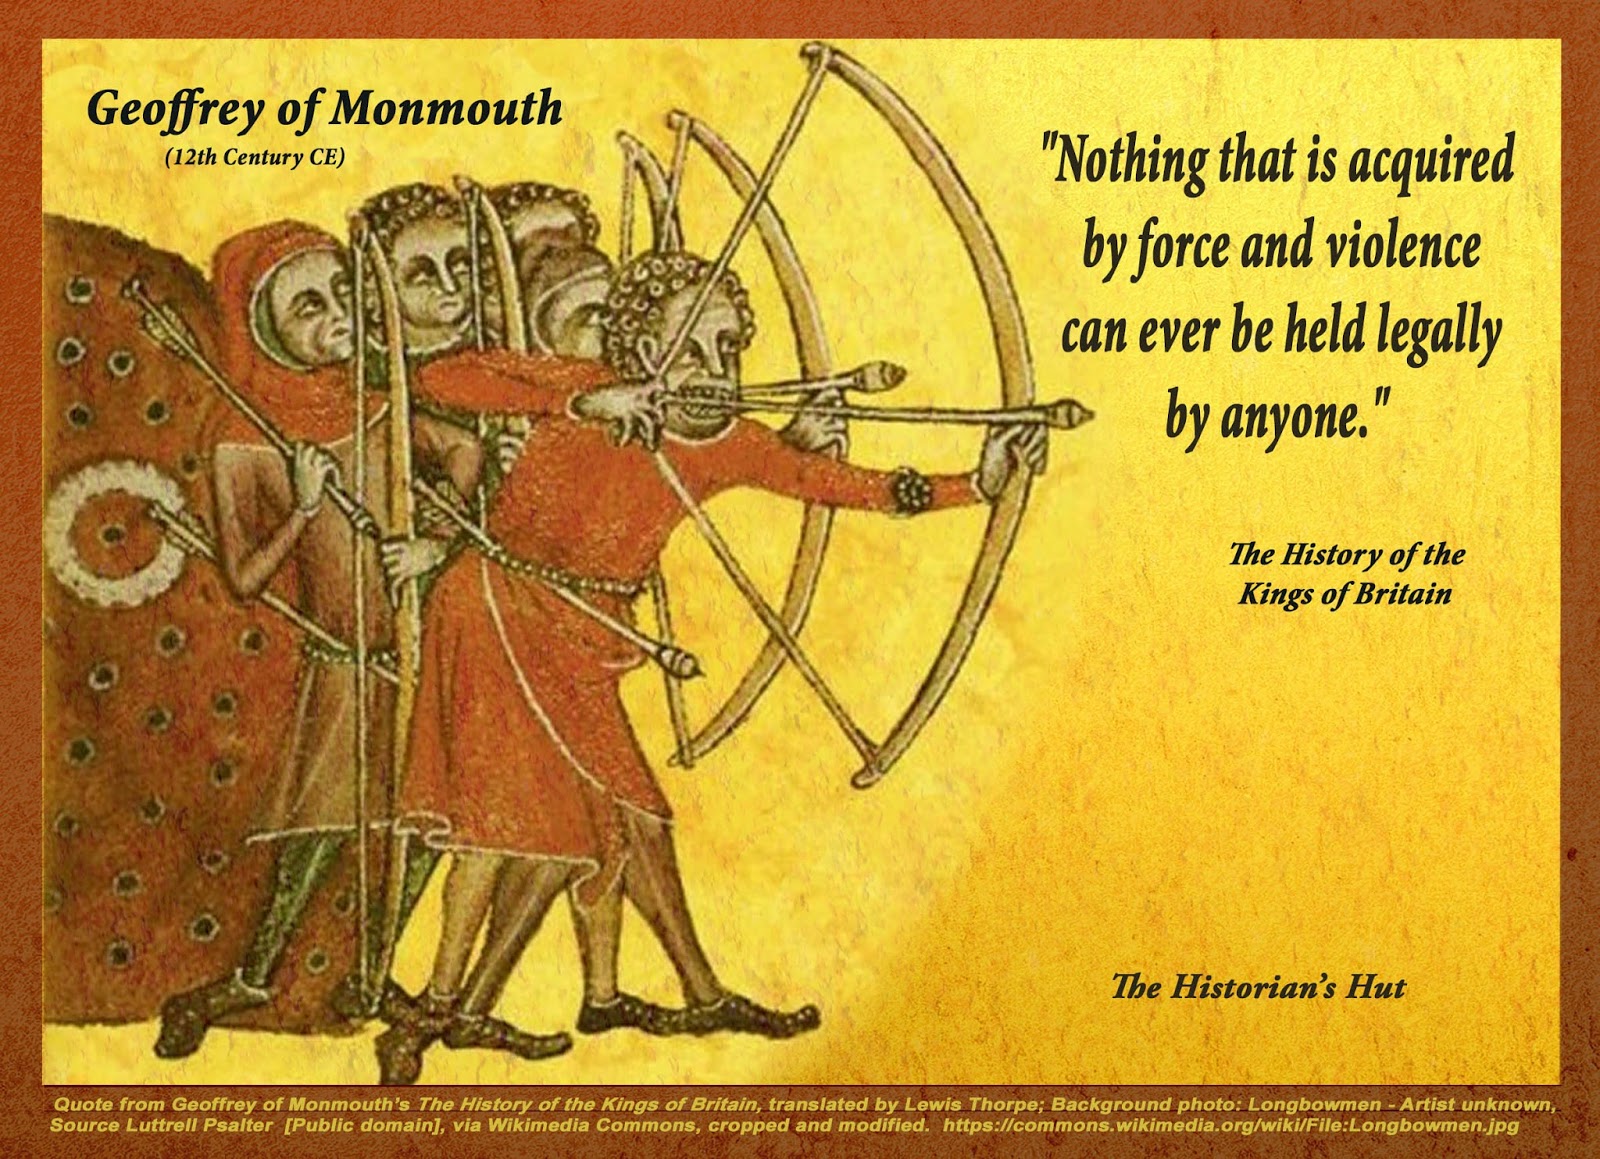 Geoffrey of Monmouth
(12th Century CE)
"Nothing that is acquired
by force and violence
can ever be held legally
by anyone."
The History of the
Kings of Britain
The Historian's Hut
Quote from Geoffrey of Monmouth's The History of the Kings of Britain, translated by Lewis Thorpe; Background photo: Longbowmen - Artist unknown,
Source Luttrell Psalter [Public domain], via Wikimedia Commons, cropped and modified. https://commons.wikimedia.org/wiki/File:Longbowmen.jpg